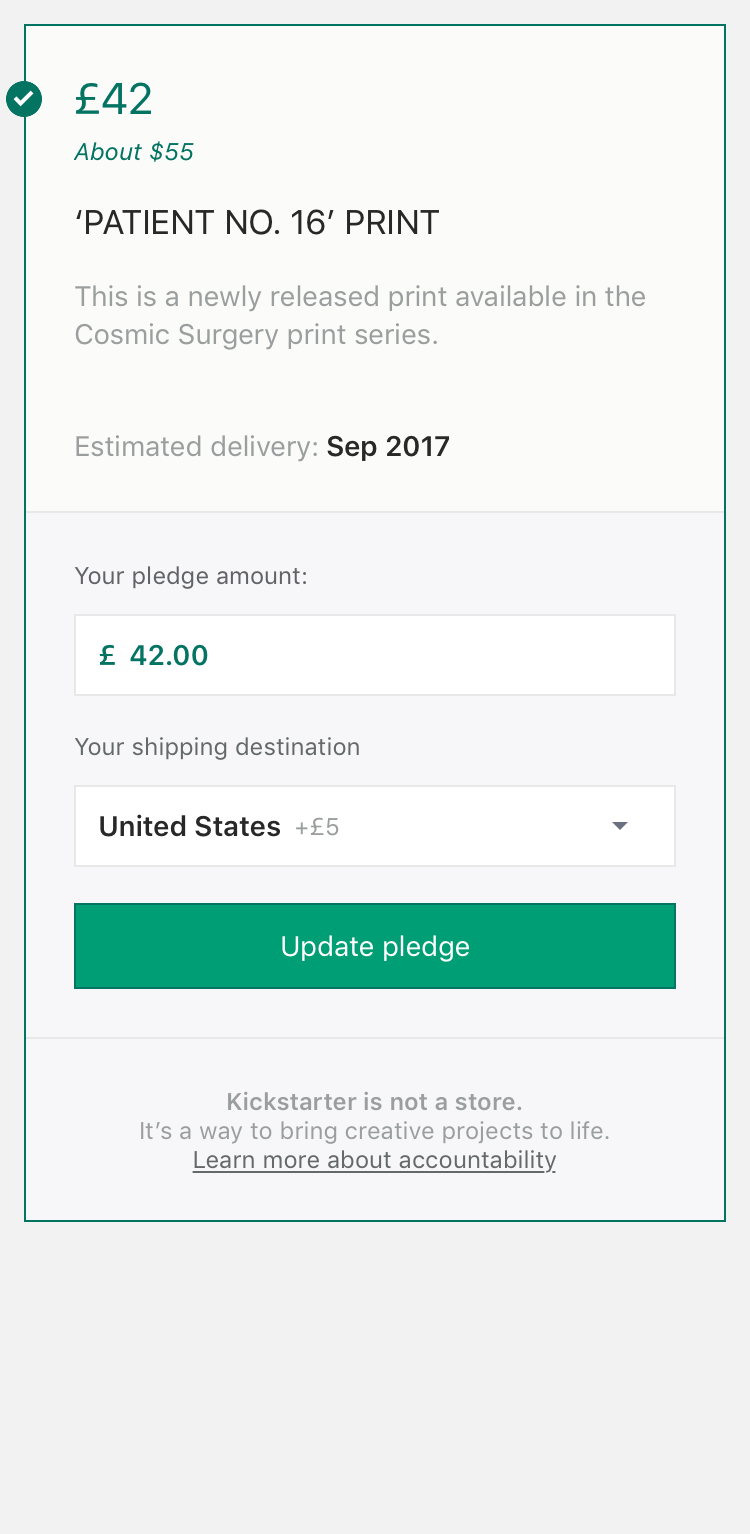 £42
About $55
‘PATIENT NO. 16’ PRINT
This is a newly released print available in the
Cosmic Surgery print series.
Estimated delivery: Sep 2017
Your pledge amount:
£ 42.00
Your shipping destination
United States +£5
Update pledge
Kickstarter is not a store.
It’s a way to bring creative projects to life.
Learn more about accountability